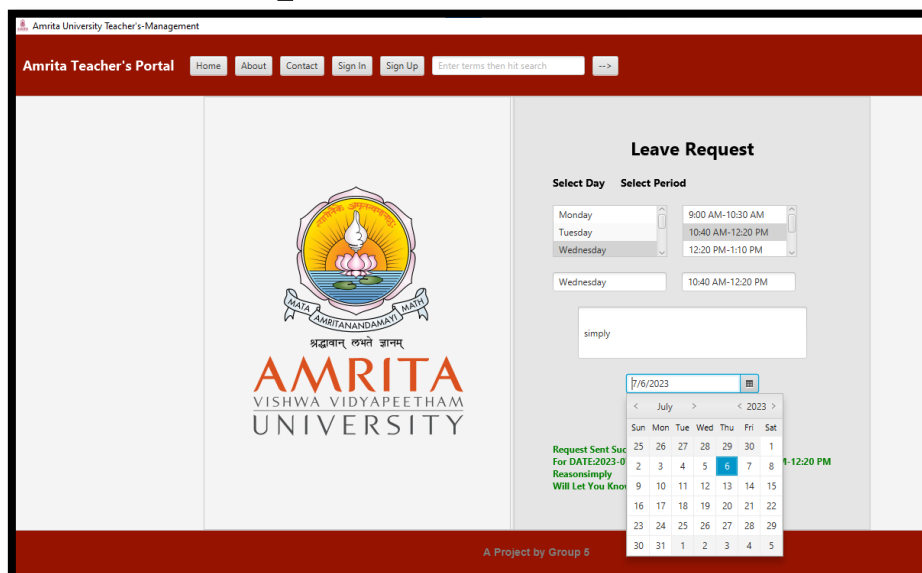 Amrita University Teacher's-Management
Amrita Teacher's Portal Home About Contact Sign In Sign Up Enter terms then hit search -->
Leave Request
Select Day Select Period
Monday 9:00 AM-10:30 AM
Tuesday 10:40 AM-12:20 PM
Wednesday 12:20 PM-1:10 PM
Wednesday 10:40 AM-12:20 PM
simply
MATA AMRITANANDAMAYI MATH
श्रद्धावान् लभते ज्ञानम्
AMRITA
VISHWA VIDYAPEETHAM
UNIVERSITY
7/6/2023
< July > < 2023 >
Sun Mon Tue Wed Thu Fri Sat
25 26 27 28 29 30 1
2 3 4 5 6 7 8
9 10 11 12 13 14 15
16 17 18 19 20 21 22
23 24 25 26 27 28 29
30 31 1 2 3 4 5
Request Sent
For DATE:2023-0 -12:20 PM
Reasonsimply
Will Let You
A Project by Group 5